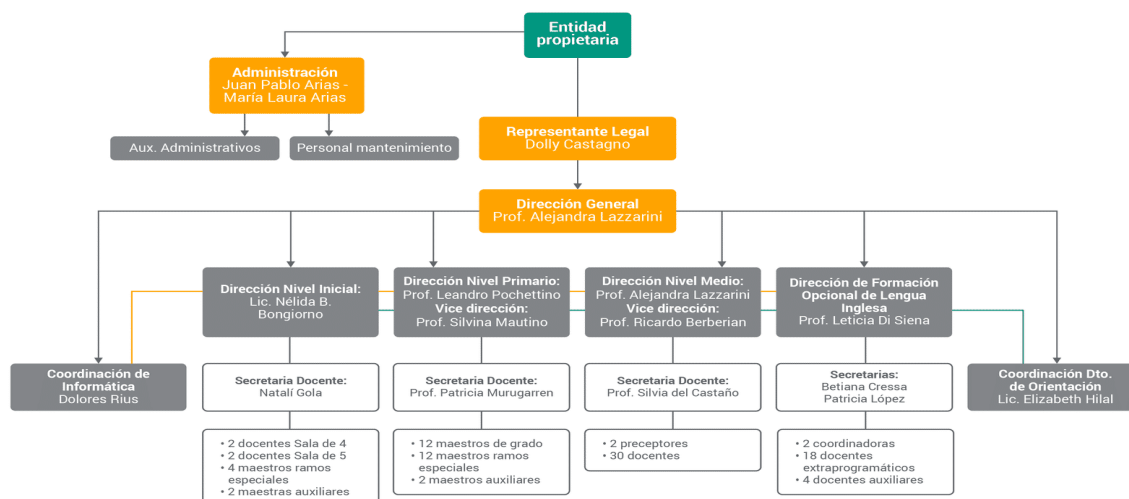 Entidad
propietaria
Administración
Juan Pablo Arias -
María Laura Arias
Aux. Administrativos
Personal mantenimiento
Representante Legal
Dolly Castagno
Dirección General
Prof. Alejandra Lazzarini
Dirección Nivel Inicial:
Lic. Nélida B.
Bongiorno
Dirección Nivel Primario:
Prof. Leandro Pochettino
Vice dirección:
Prof. Silvina Mautino
Dirección Nivel Medio:
Prof. Alejandra Lazzarini
Vice dirección:
Prof. Ricardo Berberian
Dirección de Formación
Opcional de Lengua
Inglesa
Prof. Leticia Di Siena
Coordinación de
Informática
Dolores Rius
Secretaria Docente:
Natalí Gola
Secretaria Docente:
Prof. Patricia Murugarren
Secretaria Docente:
Prof. Silvia del Castaño
Secretarias:
Betiana Cressa
Patricia López
Coordinación Dto.
de Orientación
Lic. Elizabeth Hilal
• 2 docentes Sala de 4
• 2 docentes Sala de 5
• 4 maestros ramos
especiales
• 2 maestras auxiliares
• 12 maestros de grado
• 12 maestros ramos
especiales
• 2 maestros auxiliares
• 2 preceptores
• 30 docentes
• 2 coordinadoras
• 18 docentes
extraprogramáticos
• 4 docentes auxiliares